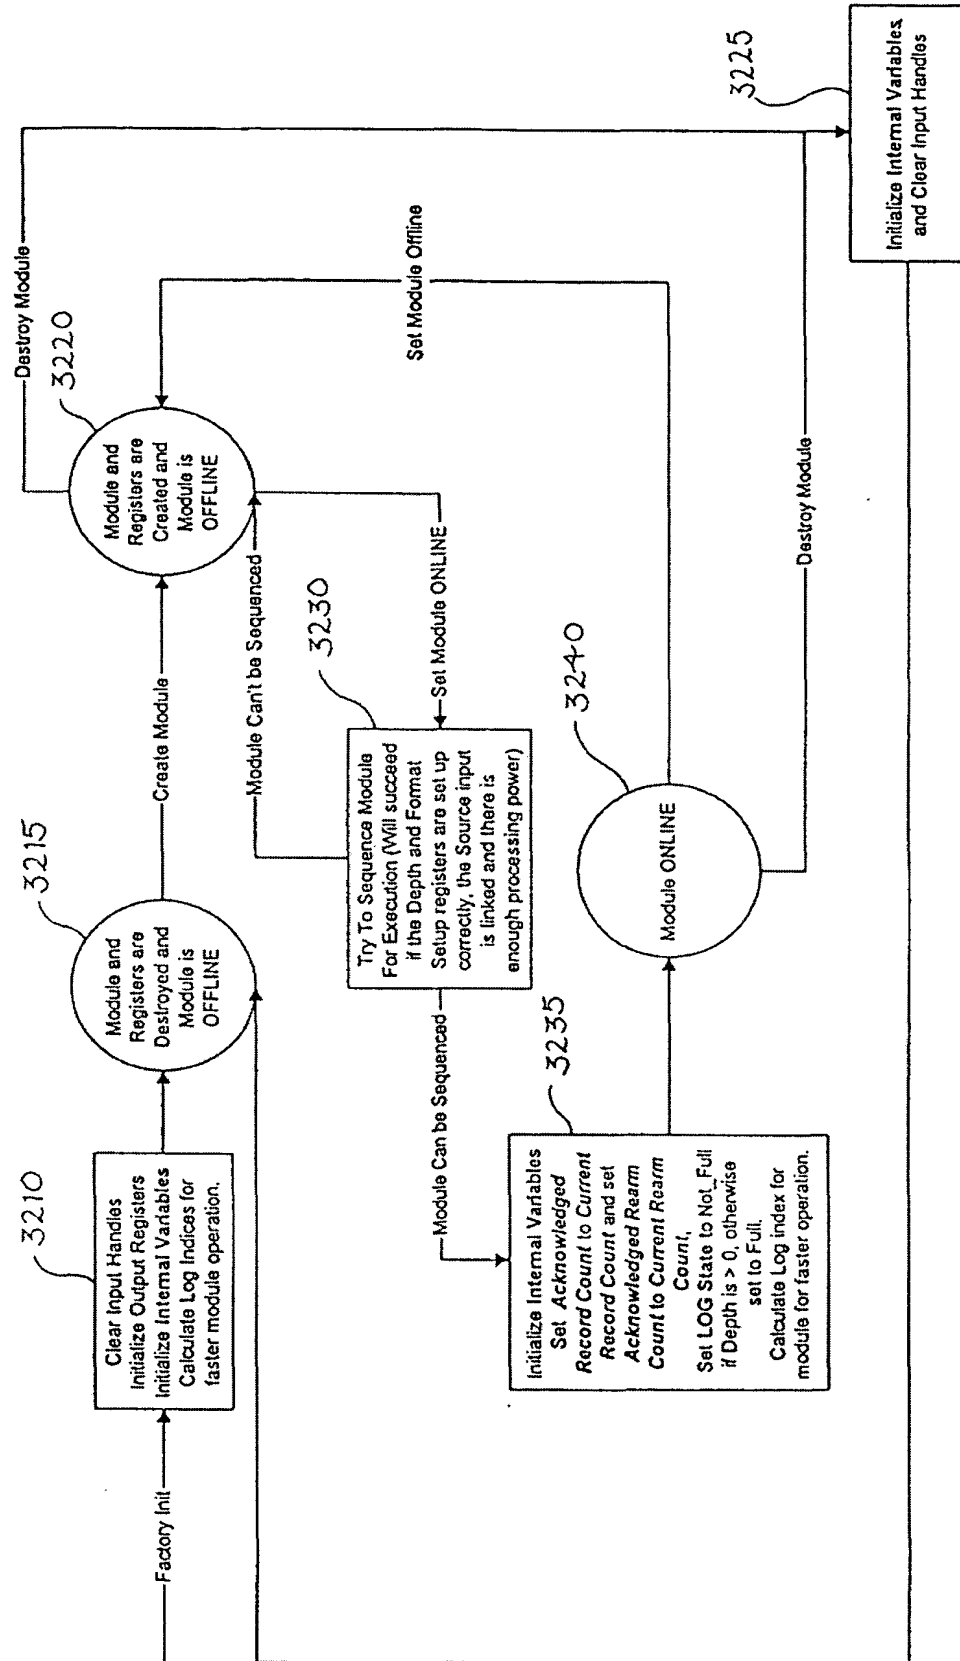 Factory Init
3210
Clear Input Handles
Initialize Output Registers
Initialize Internal Variables
Calculate Log Indices for
faster module operation.
3215
Module and
Registers are
Destroyed and
Module is
OFFLINE
Create Module
3220
Module and
Registers are
Created and
Module is
OFFLINE
Destroy Module
Module Can't be Sequenced
Set Module ONLINE
Set Module Offline
3230
Try To Sequence Module
For Execution (Will succeed
if the Depth and Format
Setup registers are set up
correctly, the Source input
is linked and there is
enough processing power)
Module Can be Sequenced
3235
Initialize Internal Variables
Set Acknowledged
Record Count to Current
Record Count and set
Acknowledged Rearm
Count to Current Rearm
Count,
Set LOG State to Not_Full
if Depth is > 0, otherwise
set to Full.
Calculate Log index for
module for faster operation.
3240
Module ONLINE
Destroy Module
3225
Initialize Internal Variables,
and Clear Input Handles